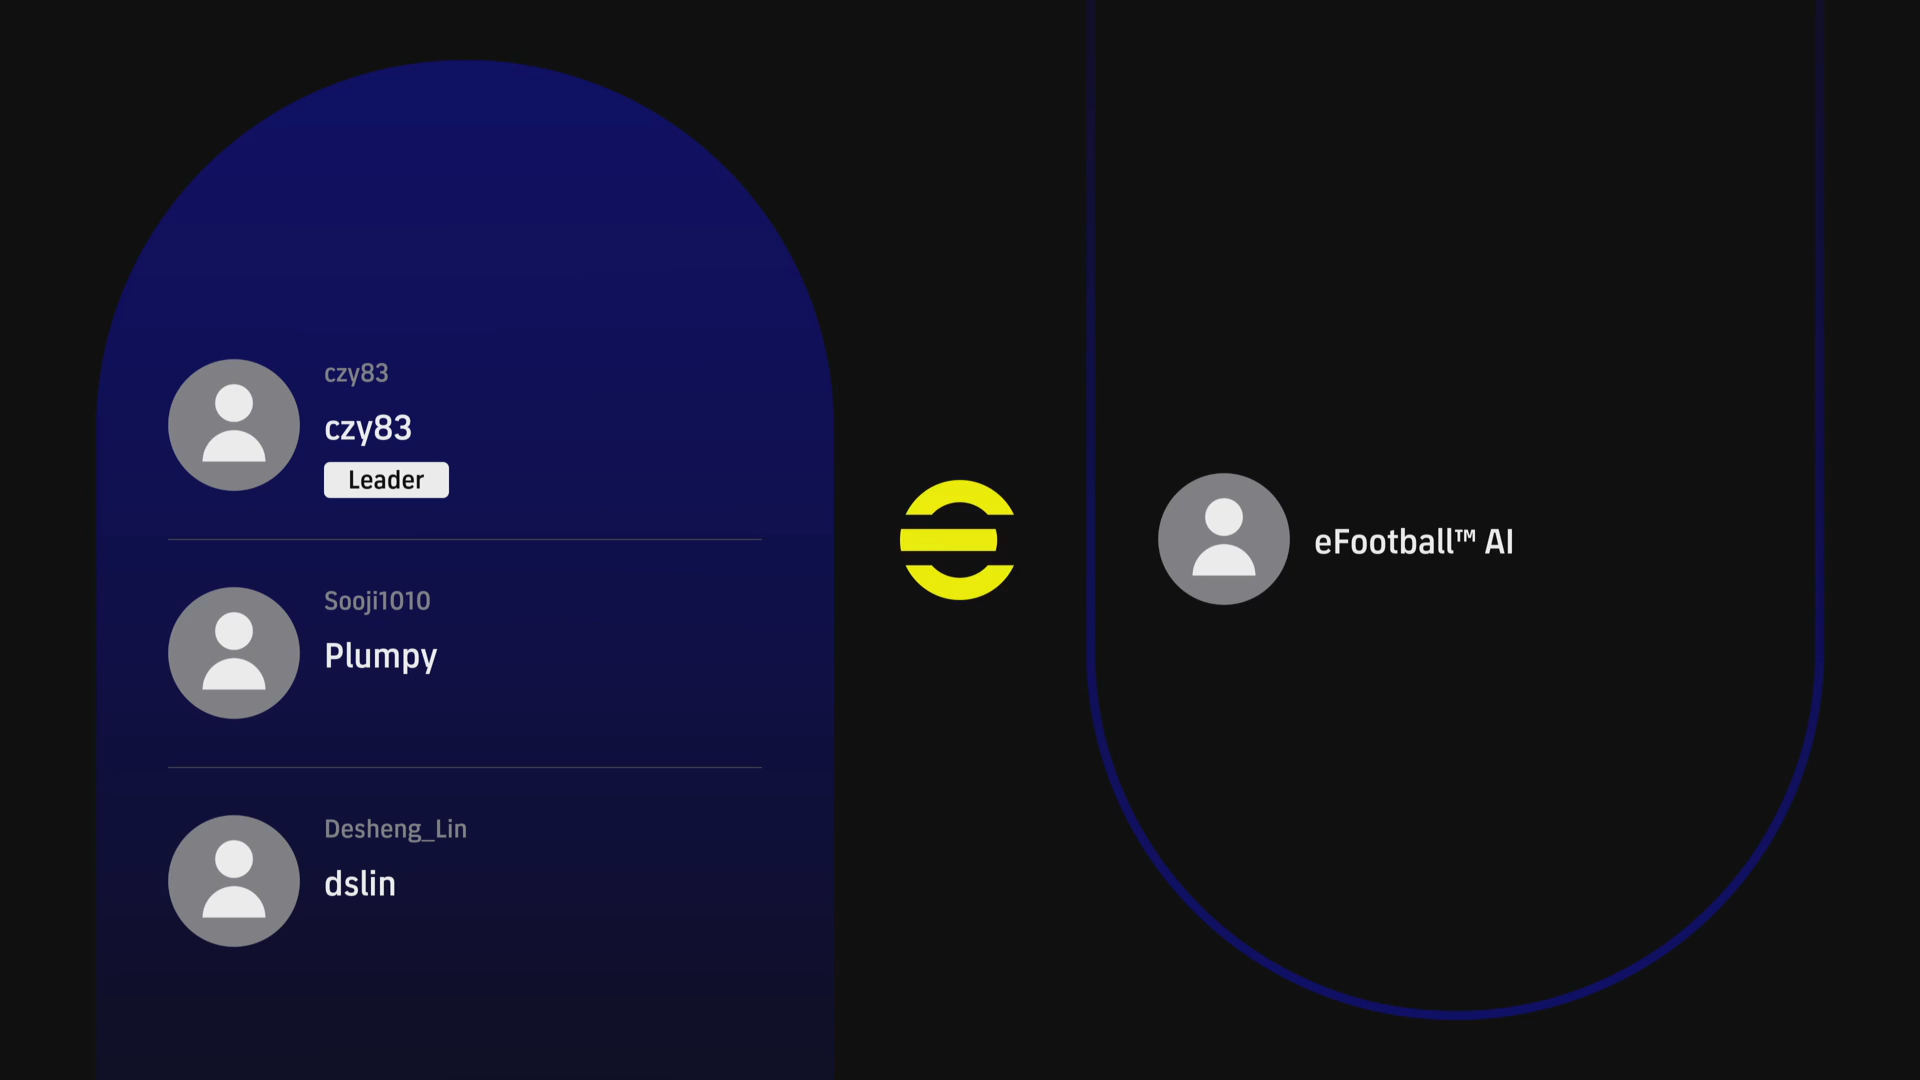 czy83
czy83
Leader
Sooji1010
Plumpy
Desheng_Lin
dslin
eFootball™ AI